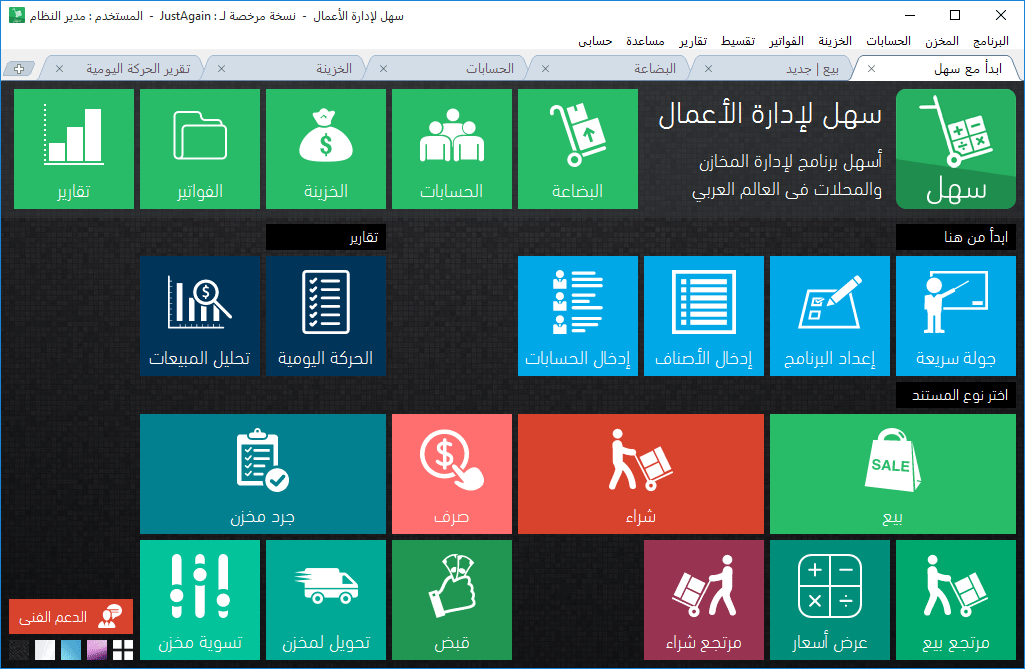 سهل لإدارة الأعمال - نسخة مرخصة لـ : JustAgain - المستخدم : مدير النظام
البرنامج المخزن الحسابات الخزينة الفواتير تقسيط تقارير مساعدة حسابى
ابدأ مع سهل
بيع | جديد
البضاعة
الحسابات
الخزينة
تقرير الحركة اليومية
سهل
سهل لإدارة الأعمال
أسهل برنامج لإدارة المخازن
والمحلات فى العالم العربي
البضاعة
الحسابات
الخزينة
الفواتير
تقارير
ابدأ من هنا
تقارير
جولة سريعة
إعداد البرنامج
إدخال الأصناف
إدخال الحسابات
الحركة اليومية
تحليل المبيعات
اختر نوع المستند
SALE
بيع
شراء
صرف
جرد مخزن
مرتجع بيع
عرض أسعار
مرتجع شراء
قبض
تحويل لمخزن
تسوية مخزن
الدعم الفنى